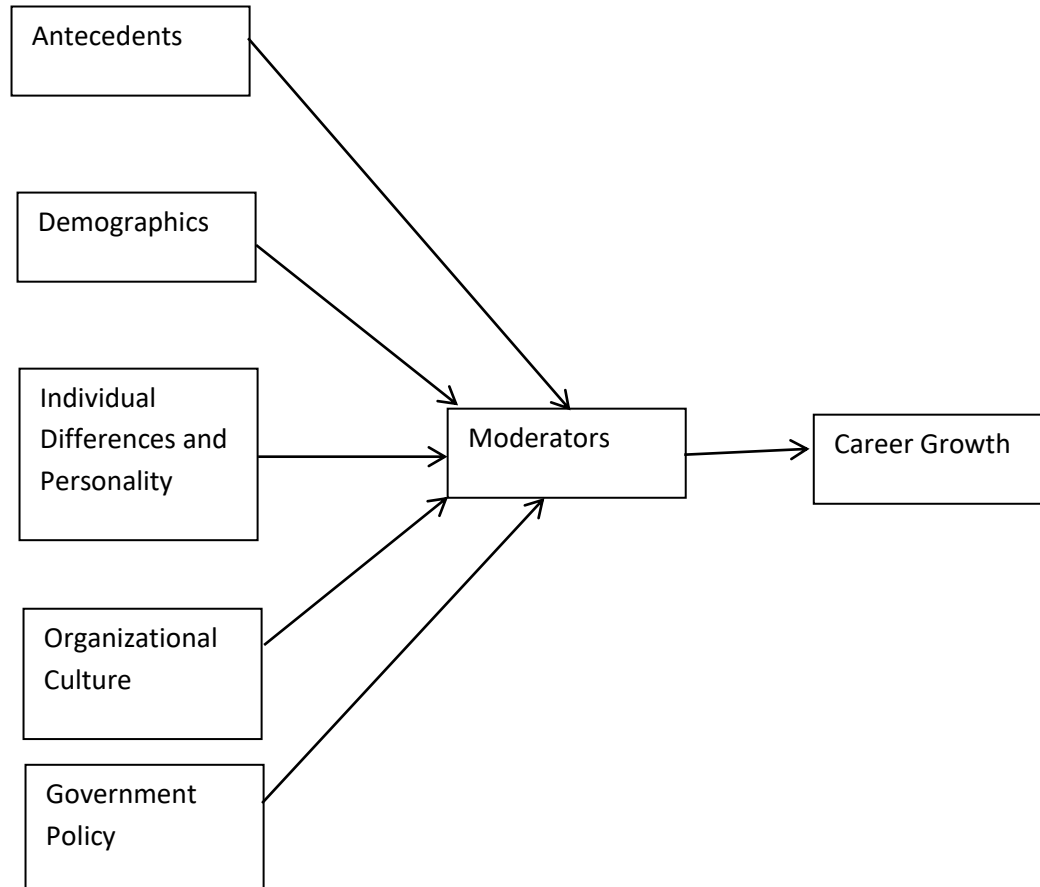 Antecedents
Demographics
Individual
Differences and
Personality
Moderators
Career Growth
Organizational
Culture
Government
Policy